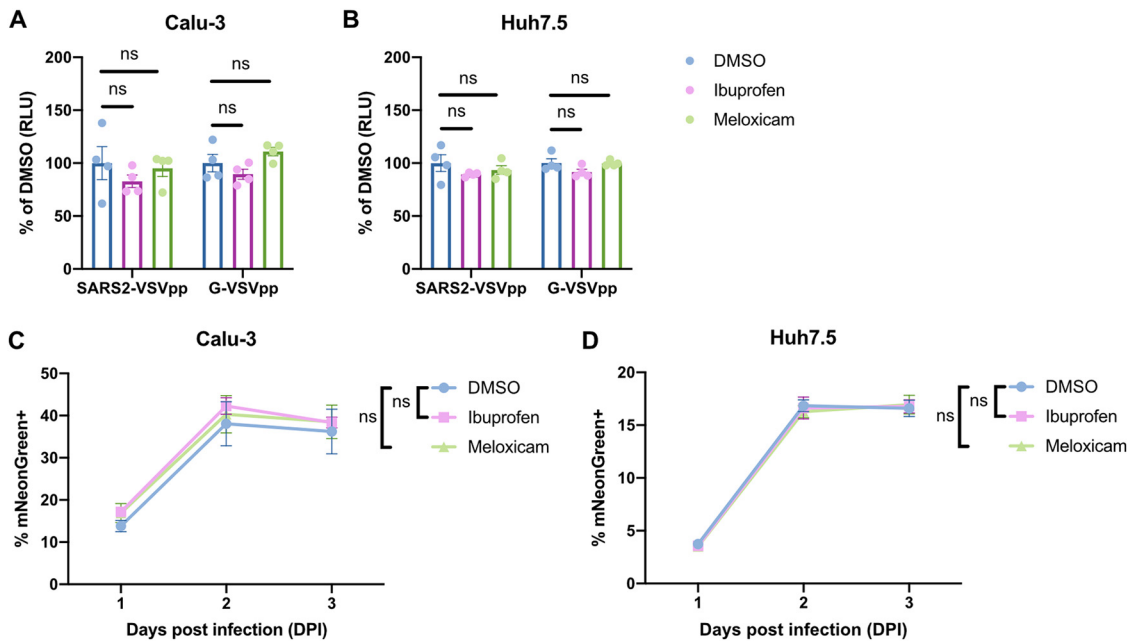 A
Calu-3
% of DMSO (RLU)
200
150
100
50
0
ns
ns
ns
ns
SARS2-VSVpp
G-VSVpp
B
Huh7.5
% of DMSO (RLU)
200
150
100
50
0
ns
ns
ns
ns
SARS2-VSVpp
G-VSVpp
DMSO
Ibuprofen
Meloxicam
C
Calu-3
% mNeonGreen+
50
40
30
20
10
0
1 2 3
Days post infection (DPI)
ns
ns
DMSO
Ibuprofen
Meloxicam
D
Huh7.5
% mNeonGreen+
20
15
10
5
0
1 2 3
Days post infection (DPI)
ns
ns
DMSO
Ibuprofen
Meloxicam